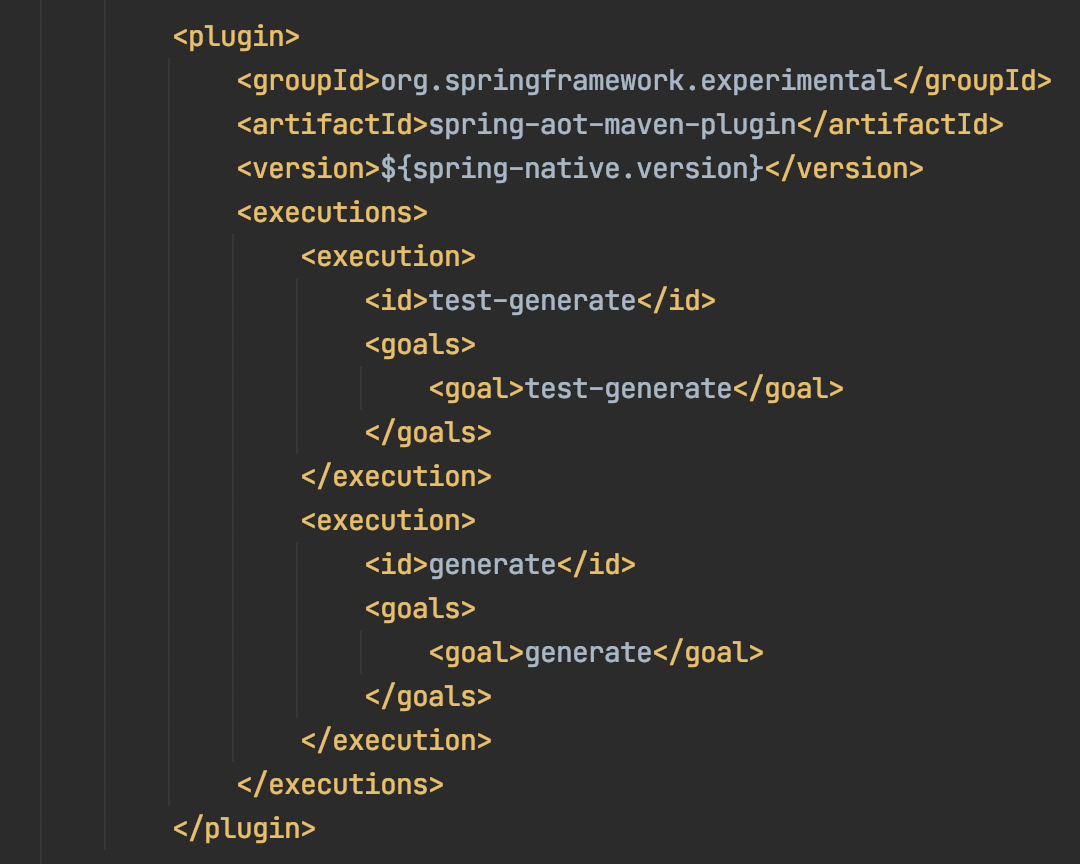 <plugin>
<groupId>org.springframework.experimental</groupId>
<artifactId>spring-aot-maven-plugin</artifactId>
<version>${spring-native.version}</version>
<executions>
<execution>
<id>test-generate</id>
<goals>
<goal>test-generate</goal>
</goals>
</execution>
<execution>
<id>generate</id>
<goals>
<goal>generate</goal>
</goals>
</execution>
</executions>
</plugin>